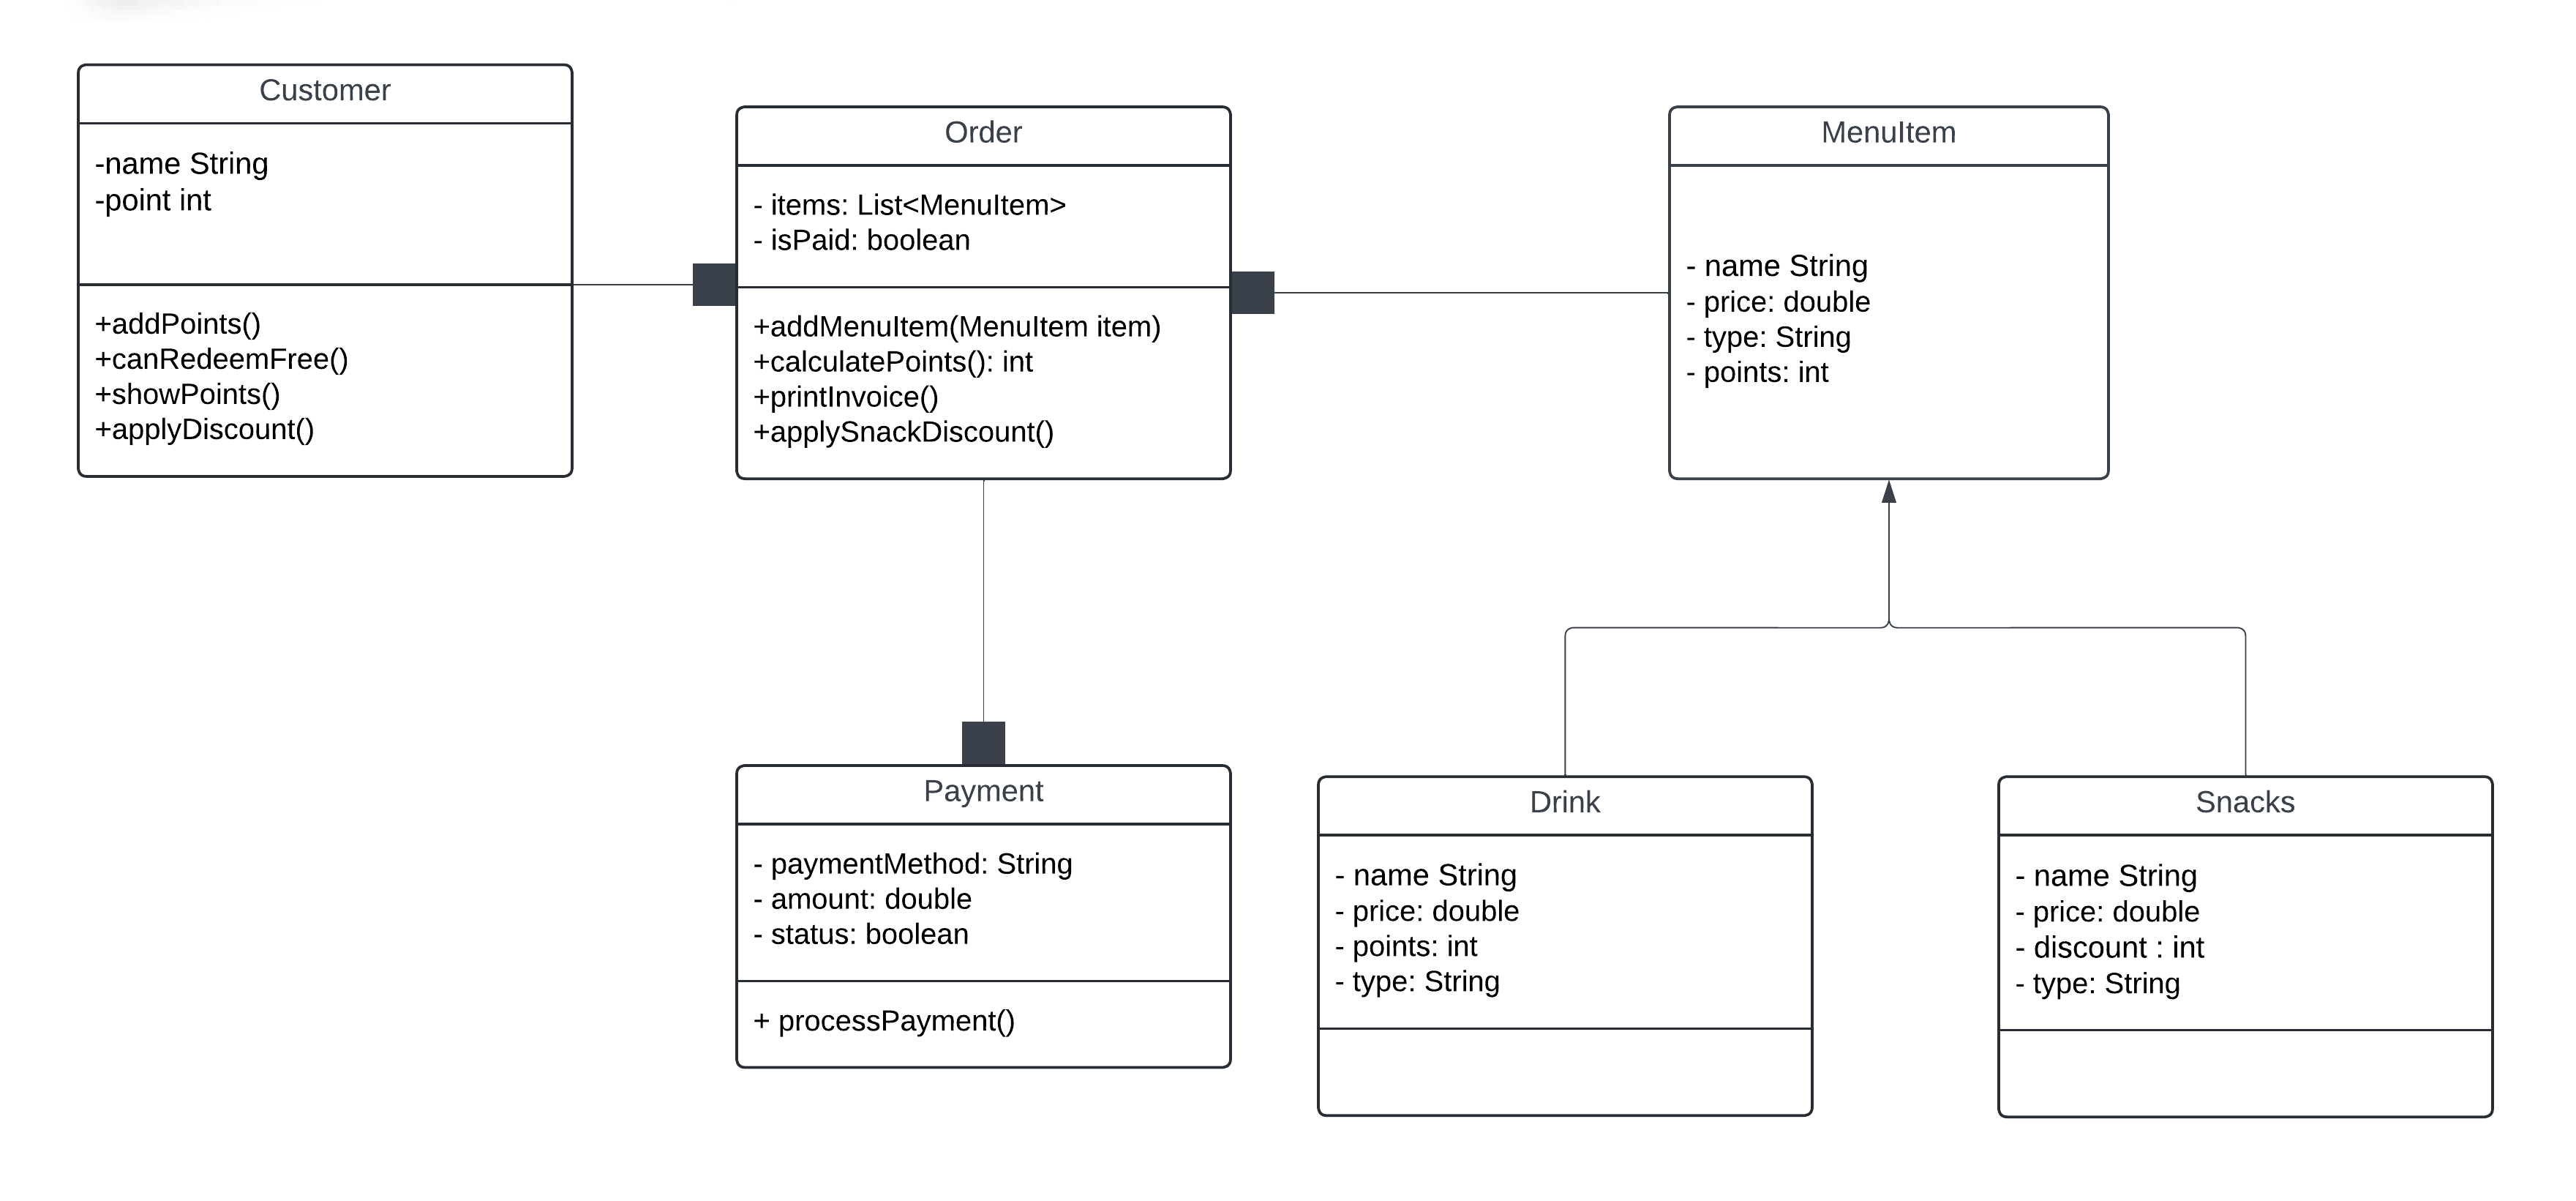 Customer
-name String
-point int
+addPoints()
+canRedeemFree()
+showPoints()
+applyDiscount()
Order
- items: List<MenuItem>
- isPaid: boolean
+addMenuItem(MenuItem item)
+calculatePoints(): int
+printInvoice()
+applySnackDiscount()
MenuItem
- name String
- price: double
- type: String
- points: int
Payment
- paymentMethod: String
- amount: double
- status: boolean
+ processPayment()
Drink
- name String
- price: double
- points: int
- type: String
Snacks
- name String
- price: double
- discount : int
- type: String